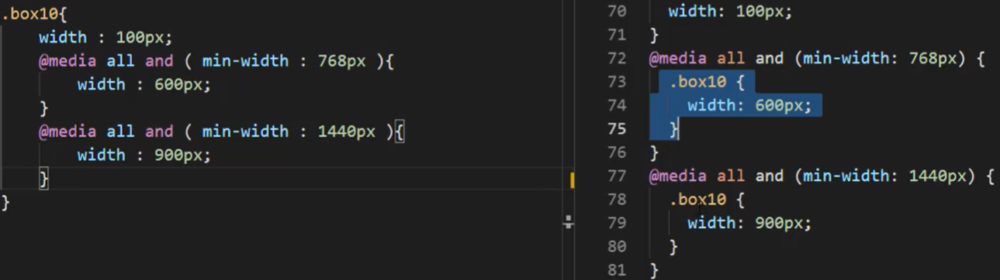 .box10{
    width : 100px;
    @media all and ( min-width : 768px ){
        width : 600px;
    }
    @media all and ( min-width : 1440px ){
        width : 900px;
    }
}
70   width: 100px;
71 }
72 @media all and (min-width: 768px) {
73   .box10 {
74     width: 600px;
75   }
76 }
77 @media all and (min-width: 1440px) {
78   .box10 {
79     width: 900px;
80   }
81 }